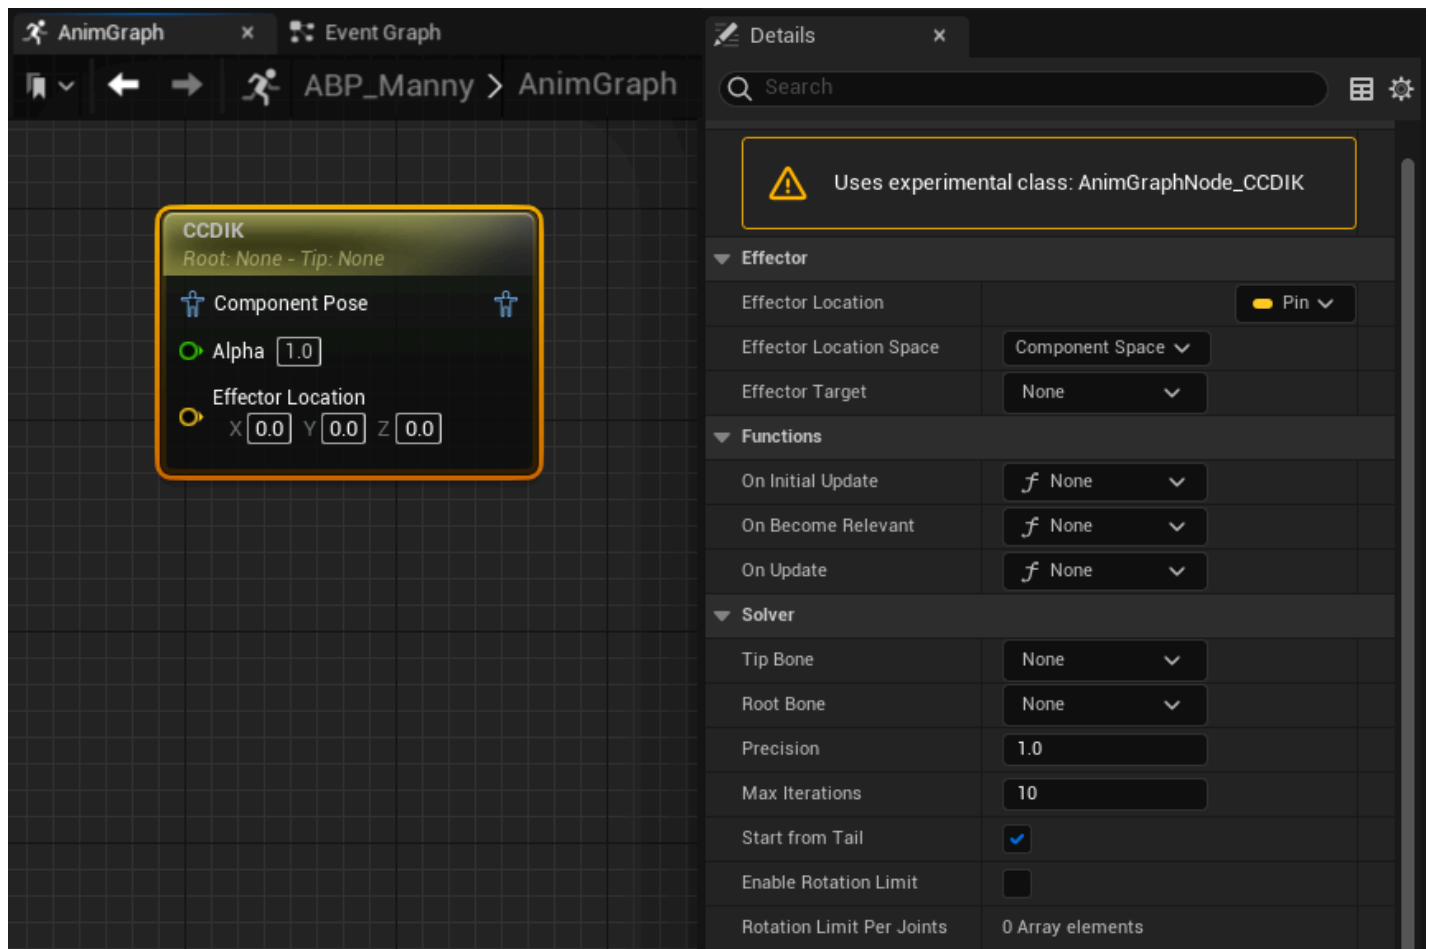 AnimGraph
Event Graph
ABP_Manny > AnimGraph
CCDIK
Root: None - Tip: None
Component Pose
Alpha 1.0
Effector Location
X 0.0 Y 0.0 Z 0.0
Details
Search
Uses experimental class: AnimGraphNode_CCDIK
Effector
Effector Location Pin
Effector Location Space Component Space
Effector Target None
Functions
On Initial Update None
On Become Relevant None
On Update None
Solver
Tip Bone None
Root Bone None
Precision 1.0
Max Iterations 10
Start from Tail
Enable Rotation Limit
Rotation Limit Per Joints 0 Array elements